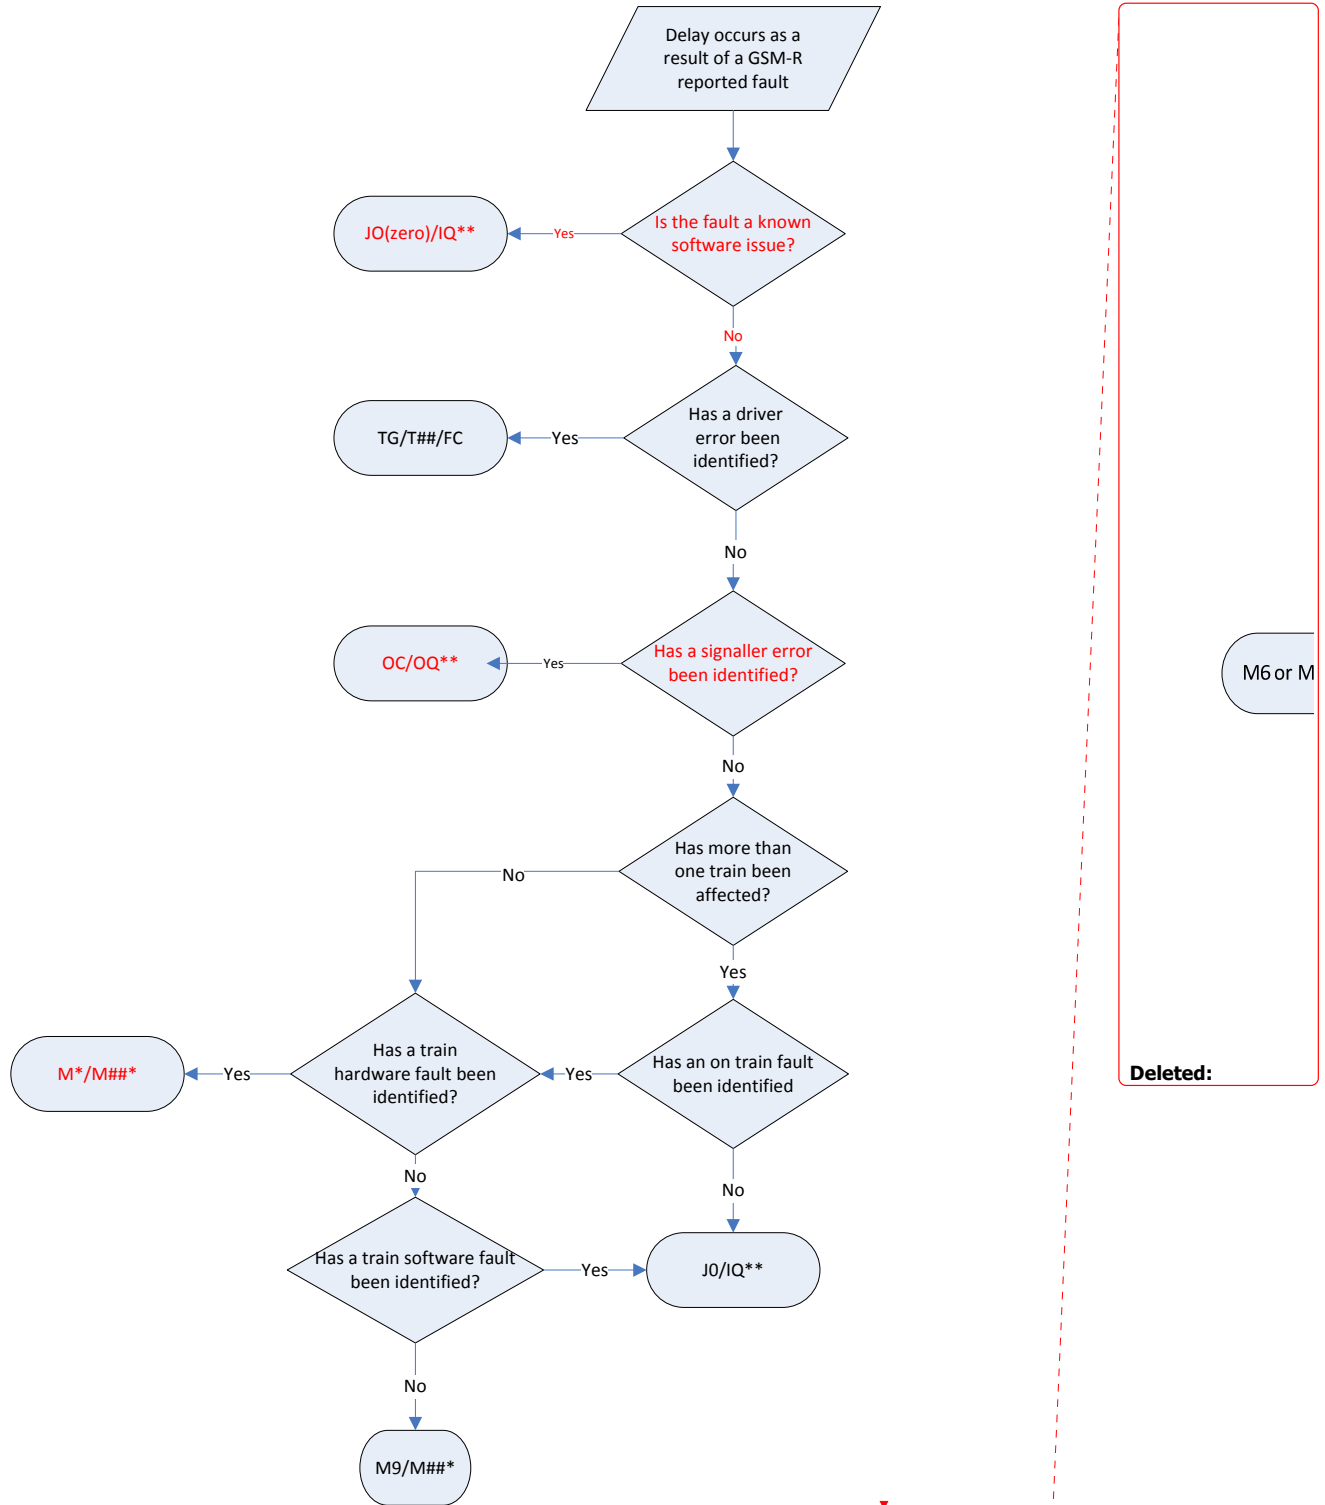 Delay occurs as a
result of a GSM-R
reported fault
Is the fault a known
software issue?
Yes
JO(zero)/IQ**
No
Has a driver
error been
identified?
Yes
TG/T##/FC
No
Has a signaller error
been identified?
Yes
OC/OQ**
No
Has more than
one train been
affected?
No
Yes
Has an on train fault
been identified
Yes
Has a train
hardware fault been
identified?
Yes
M*/M##*
No
No
Has a train software fault
been identified?
Yes
J0/IQ**
No
M9/M##*
M6 or M
Deleted: